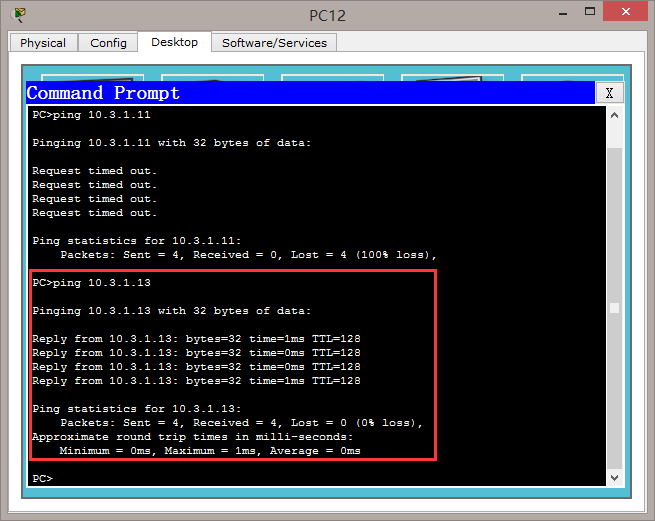 PC12
Physical Config Desktop Software/Services
Command Prompt X
PC>ping 10.3.1.11
Pinging 10.3.1.11 with 32 bytes of data:
Request timed out.
Request timed out.
Request timed out.
Request timed out.
Ping statistics for 10.3.1.11:
Packets: Sent = 4, Received = 0, Lost = 4 (100% loss),
PC>ping 10.3.1.13
Pinging 10.3.1.13 with 32 bytes of data:
Reply from 10.3.1.13: bytes=32 time=1ms TTL=128
Reply from 10.3.1.13: bytes=32 time=0ms TTL=128
Reply from 10.3.1.13: bytes=32 time=0ms TTL=128
Reply from 10.3.1.13: bytes=32 time=1ms TTL=128
Ping statistics for 10.3.1.13:
Packets: Sent = 4, Received = 4, Lost = 0 (0% loss),
Approximate round trip times in milli-seconds:
Minimum = 0ms, Maximum = 1ms, Average = 0ms
PC>